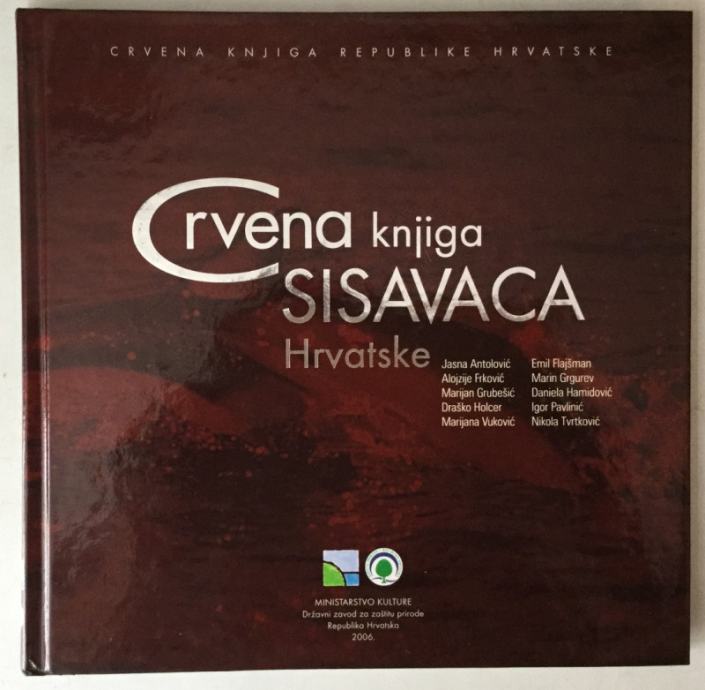 CRVENA KNJIGA REPUBLIKE HRVATSKE
Crvena knjiga
SISAVACA
Hrvatske
Jasna Antolović
Alojzije Frković
Marijan Grubešić
Draško Holcer
Marijana Vuković
Emil Flajšman
Marin Grgurev
Daniela Hamidović
Igor Pavlinić
Nikola Tvrtković
MINISTARSTVO KULTURE
Državni zavod za zaštitu prirode
Republika Hrvatska
2006.